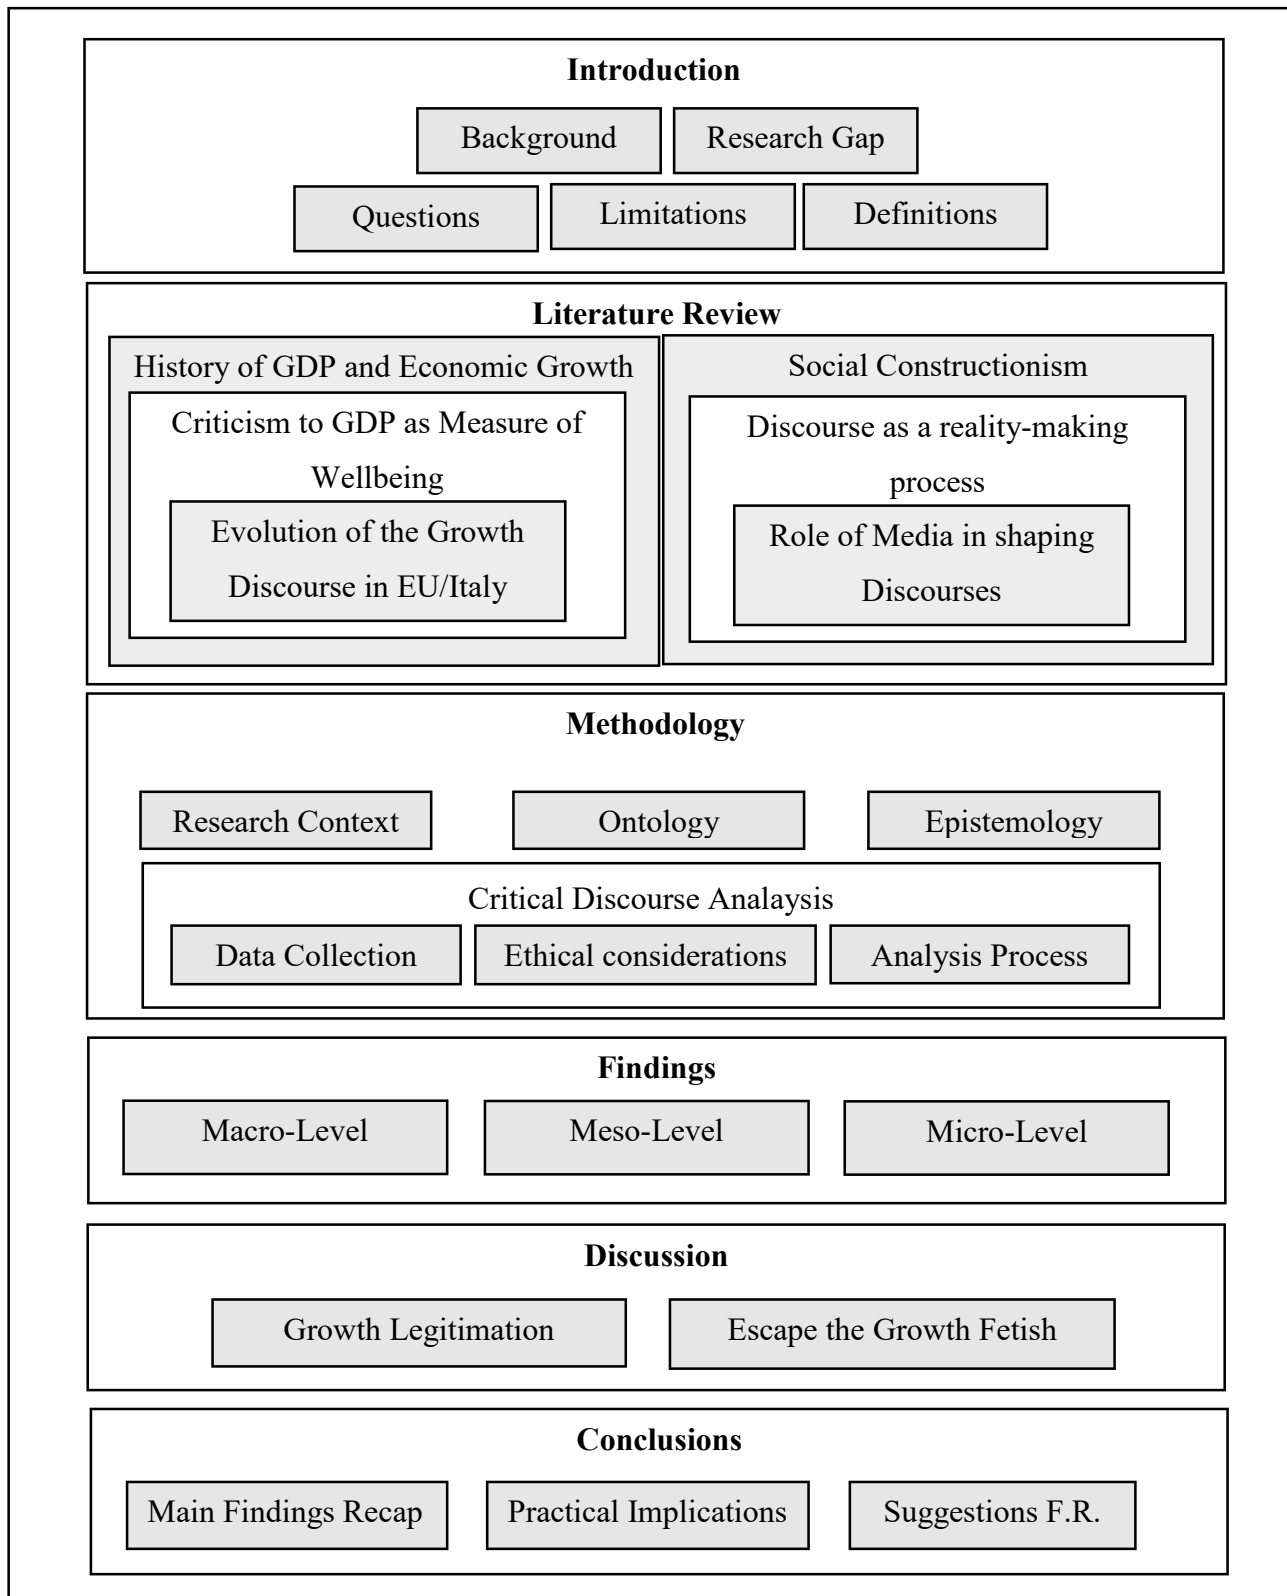 Introduction
Background
Research Gap
Questions
Limitations
Definitions
Literature Review
History of GDP and Economic Growth
Criticism to GDP as Measure of
Wellbeing
Evolution of the Growth
Discourse in EU/Italy
Social Constructionism
Discourse as a reality-making
process
Role of Media in shaping
Discourses
Methodology
Research Context
Ontology
Epistemology
Critical Discourse Analaysis
Data Collection
Ethical considerations
Analysis Process
Findings
Macro-Level
Meso-Level
Micro-Level
Discussion
Growth Legitimation
Escape the Growth Fetish
Conclusions
Main Findings Recap
Practical Implications
Suggestions F.R.